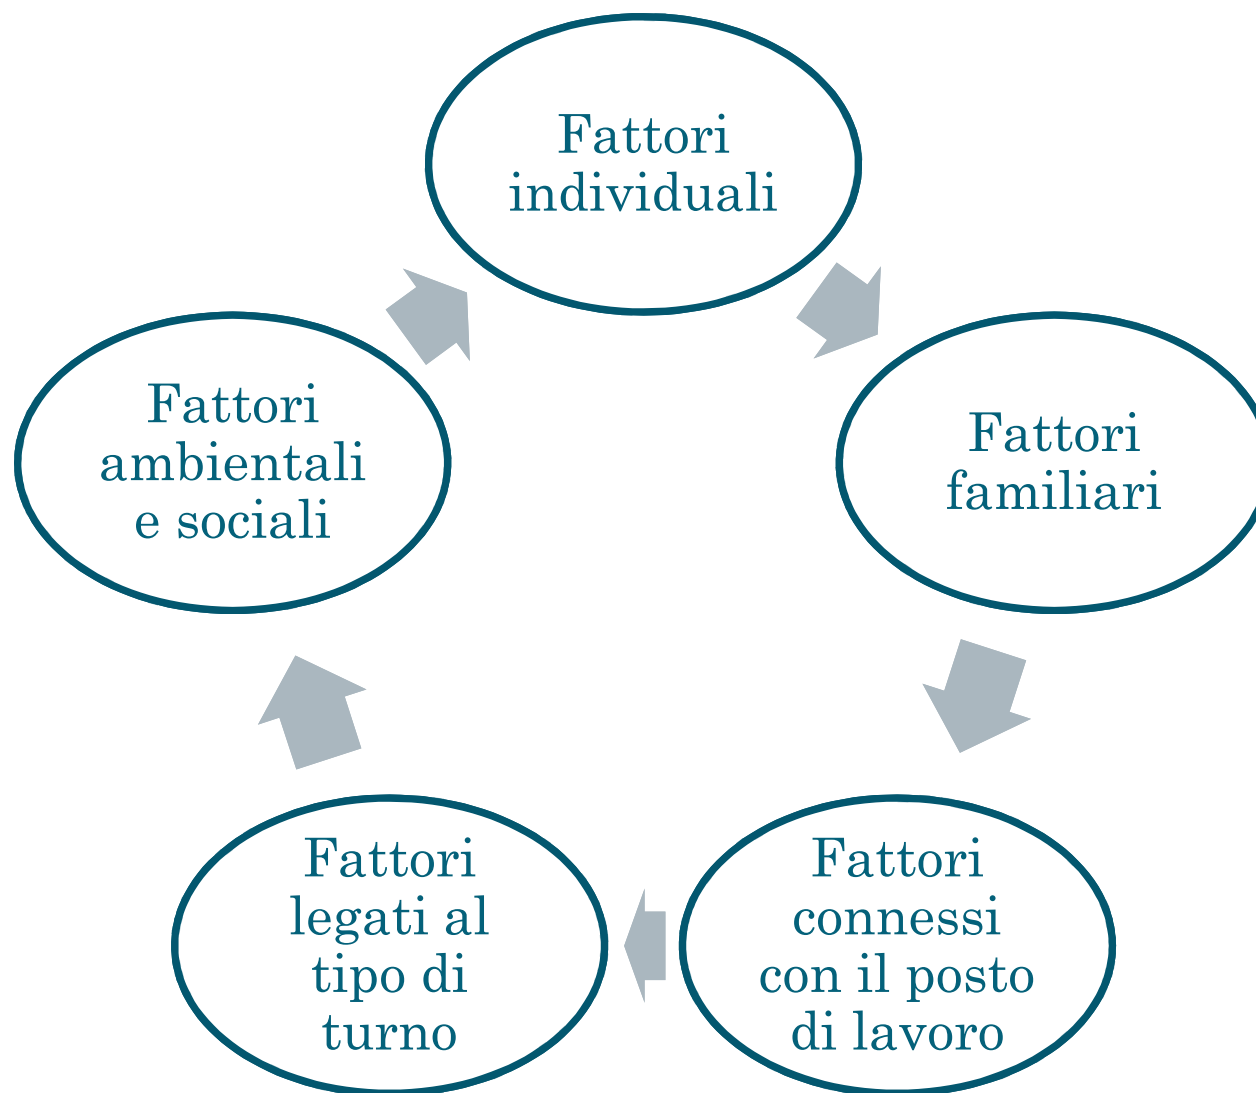 Fattori
individuali
Fattori
familiari
Fattori
connessi
con il posto
di lavoro
Fattori
legati al
tipo di
turno
Fattori
ambientali
e sociali